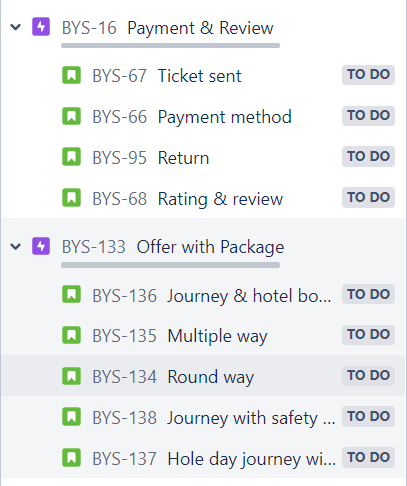 BYS-16 Payment & Review
BYS-67 Ticket sent TO DO
BYS-66 Payment method TO DO
BYS-95 Return TO DO
BYS-68 Rating & review TO DO
BYS-133 Offer with Package
BYS-136 Journey & hotel bo... TO DO
BYS-135 Multiple way TO DO
BYS-134 Round way TO DO
BYS-138 Journey with safety ... TO DO
BYS-137 Hole day journey wi... TO DO